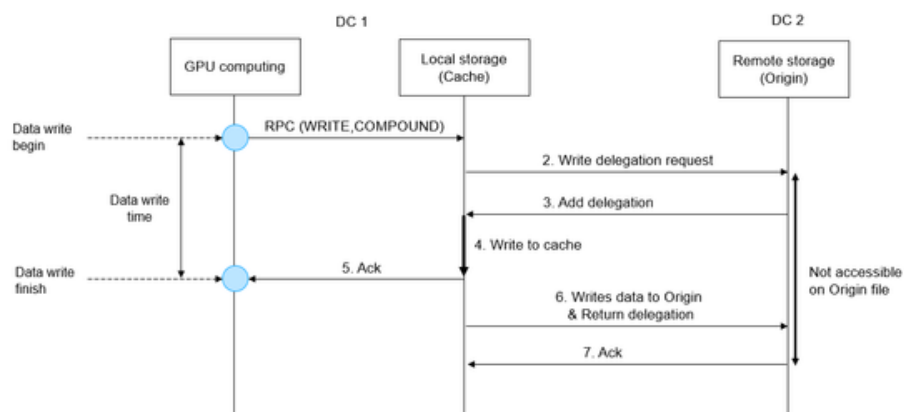 DC 1
DC 2
GPU computing
Local storage
(Cache)
Remote storage
(Origin)
Data write
begin
RPC (WRITE,COMPOUND)
2. Write delegation request
Data write
time
3. Add delegation
4. Write to cache
Data write
finish
5. Ack
Not accessible
on Origin file
6. Writes data to Origin
& Return delegation
7. Ack